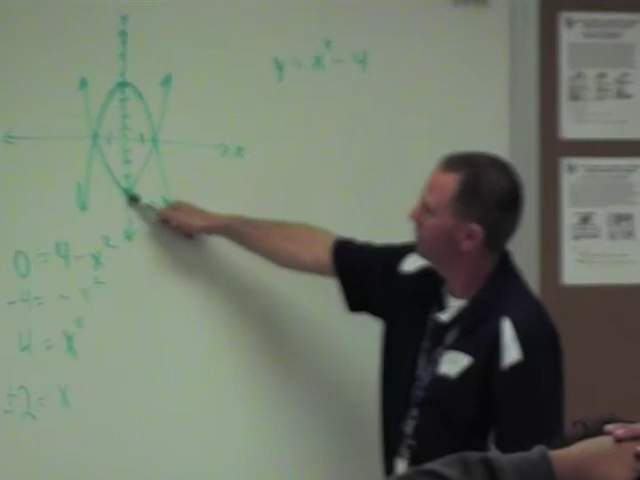 y = x² - 4
x
0 = 4 - x²
-4 = - x²
4 = x²
±2 = x